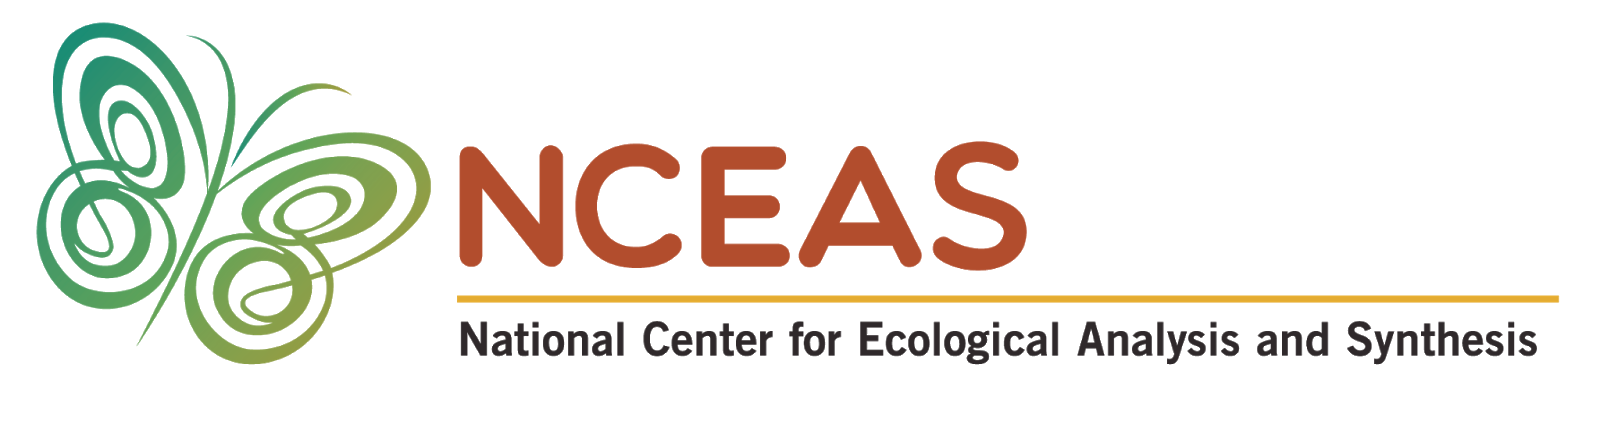 NCEAS
National Center for Ecological Analysis and Synthesis